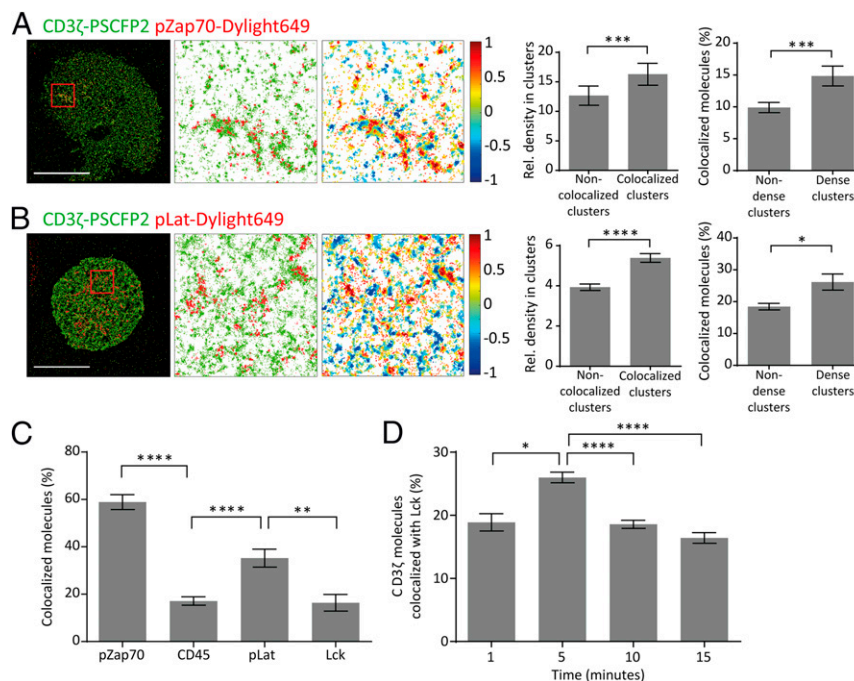 A
CD3ζ-PSCFP2 pZap70-Dylight649
1
0.5
0
-0.5
-1
Rel. density in clusters
20
15
10
5
0
***
Non-
colocalized
clusters
Colocalized
clusters
Colocalized molecules (%)
20
15
10
5
0
***
Non-
dense
clusters
Dense
clusters
B
CD3ζ-PSCFP2 pLat-Dylight649
1
0.5
0
-0.5
-1
Rel. density in clusters
6
4
2
0
****
Non-
colocalized
clusters
Colocalized
clusters
Colocalized molecules (%)
40
30
20
10
0
*
Non-
dense
clusters
Dense
clusters
C
Colocalized molecules (%)
80
60
40
20
0
****
****
**
pZap70
CD45
pLat
Lck
D
CD3ζ molecules
colocalized with Lck (%)
30
20
10
0
*
****
****
1
5
10
15
Time (minutes)